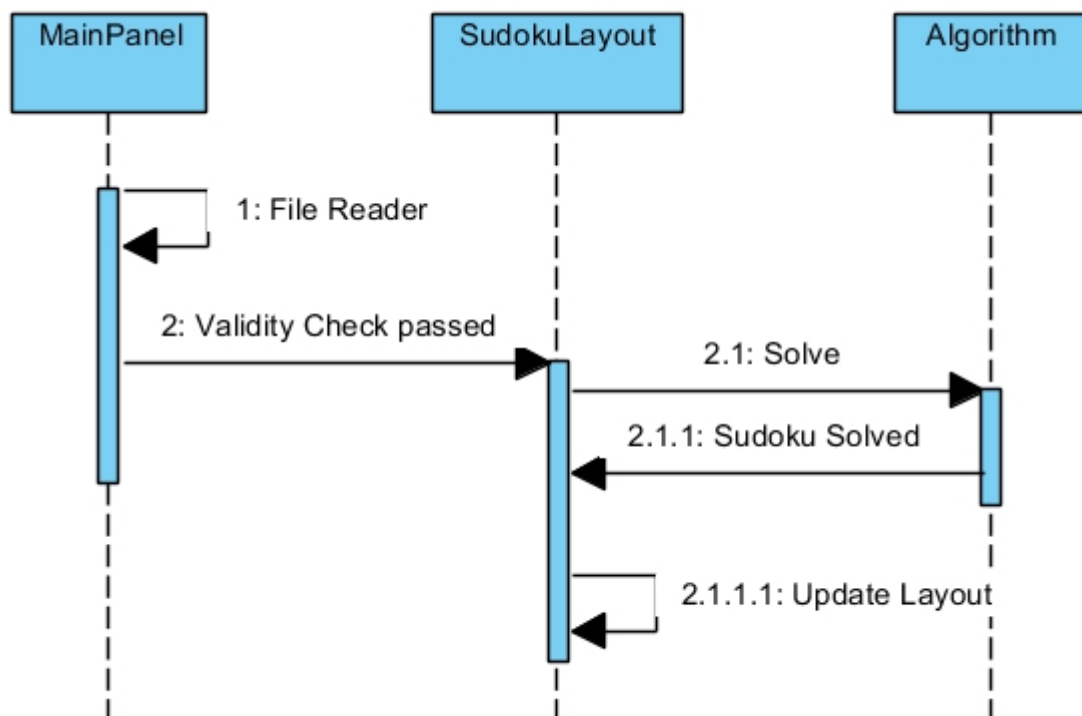 MainPanel
SudokuLayout
Algorithm
1: File Reader
2: Validity Check passed
2.1: Solve
2.1.1: Sudoku Solved
2.1.1.1: Update Layout